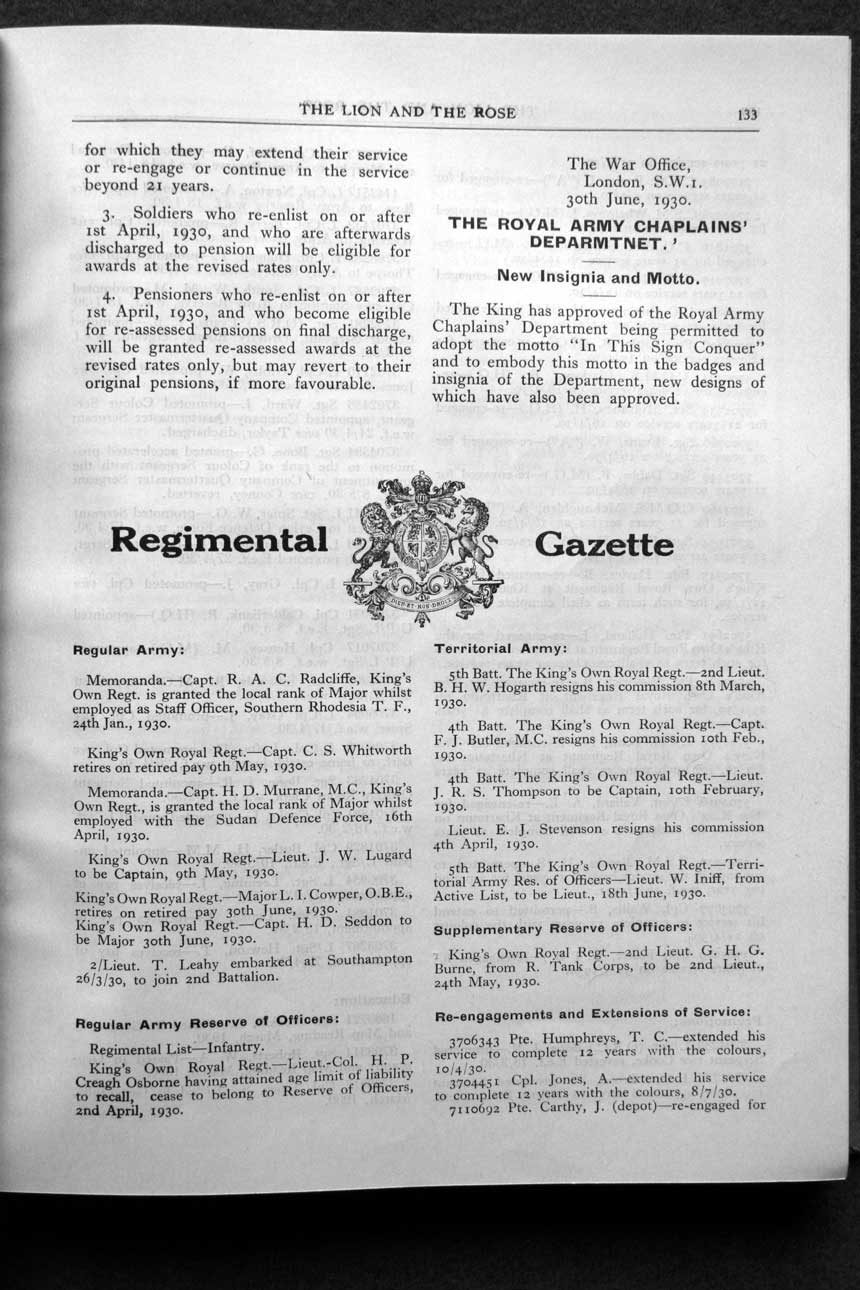 THE LION AND THE ROSE 133
for which they may extend their service
or re-engage or continue in the service
beyond 21 years.
3. Soldiers who re-enlist on or after
1st April, 1930, and who are afterwards
discharged to pension will be eligible for
awards at the revised rates only.
4. Pensioners who re-enlist on or after
1st April, 1930, and who become eligible
for re-assessed pensions on final discharge,
will be granted re-assessed awards at the
revised rates only, but may revert to their
original pensions, if more favourable.
The War Office,
London, S.W.1.
30th June, 1930.
THE ROYAL ARMY CHAPLAINS'
DEPARMTNET.'
New Insignia and Motto.
The King has approved of the Royal Army
Chaplains' Department being permitted to
adopt the motto "In This Sign Conquer"
and to embody this motto in the badges and
insignia of the Department, new designs of
which have also been approved.
Regimental Gazette
DIEU·ET·MON·DROIT
Regular Army:
Memoranda.—Capt. R. A. C. Radcliffe, King's
Own Regt. is granted the local rank of Major whilst
employed as Staff Officer, Southern Rhodesia T. F.,
24th Jan., 1930.
King's Own Royal Regt.—Capt. C. S. Whitworth
retires on retired pay 9th May, 1930.
Memoranda.—Capt. H. D. Murrane, M.C., King's
Own Regt., is granted the local rank of Major whilst
employed with the Sudan Defence Force, 16th
April, 1930.
King's Own Royal Regt.—Lieut. J. W. Lugard
to be Captain, 9th May, 1930.
King's Own Royal Regt.—Major L. I. Cowper, O.B.E.,
retires on retired pay 30th June, 1930.
King's Own Royal Regt.—Capt. H. D. Seddon to
be Major 30th June, 1930.
2/Lieut. T. Leahy embarked at Southampton
26/3/30, to join 2nd Battalion.
Regular Army Reserve of Officers:
Regimental List—Infantry.
King's Own Royal Regt.—Lieut.-Col. H. P.
Creagh Osborne having attained age limit of liability
to recall, cease to belong to Reserve of Officers,
2nd April, 1930.
Territorial Army:
5th Batt. The King's Own Royal Regt.—2nd Lieut.
B. H. W. Hogarth resigns his commission 8th March,
1930.
4th Batt. The King's Own Royal Regt.—Capt.
F. J. Butler, M.C. resigns his commission 10th Feb.,
1930.
4th Batt. The King's Own Royal Regt.—Lieut.
J. R. S. Thompson to be Captain, 10th February,
1930.
Lieut. E. J. Stevenson resigns his commission
4th April, 1930.
5th Batt. The King's Own Royal Regt.—Terri-
torial Army Res. of Officers—Lieut. W. Iniff, from
Active List, to be Lieut., 18th June, 1930.
Supplementary Reserve of Officers:
King's Own Royal Regt.—2nd Lieut. G. H. G.
Burne, from R. Tank Corps, to be 2nd Lieut.,
24th May, 1930.
Re-engagements and Extensions of Service:
3706343 Pte. Humphreys, T. C.—extended his
service to complete 12 years with the colours,
10/4/30.
3704451 Cpl. Jones, A.—extended his service
to complete 12 years with the colours, 8/7/30.
7110692 Pte. Carthy, J. (depot)—re-engaged for